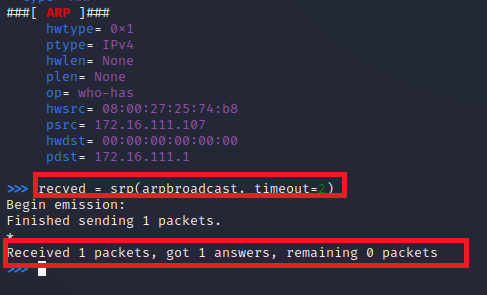 ###[ ARP ]###
hwtype= 0×1
ptype= IPv4
hwlen= None
plen= None
op= who-has
hwsrc= 08:00:27:25:74:b8
psrc= 172.16.111.107
hwdst= 00:00:00:00:00:00
pdst= 172.16.111.1
>>> recved = srp(arpbroadcast, timeout=2)
Begin emission:
Finished sending 1 packets.
*
Received 1 packets, got 1 answers, remaining 0 packets
>>>